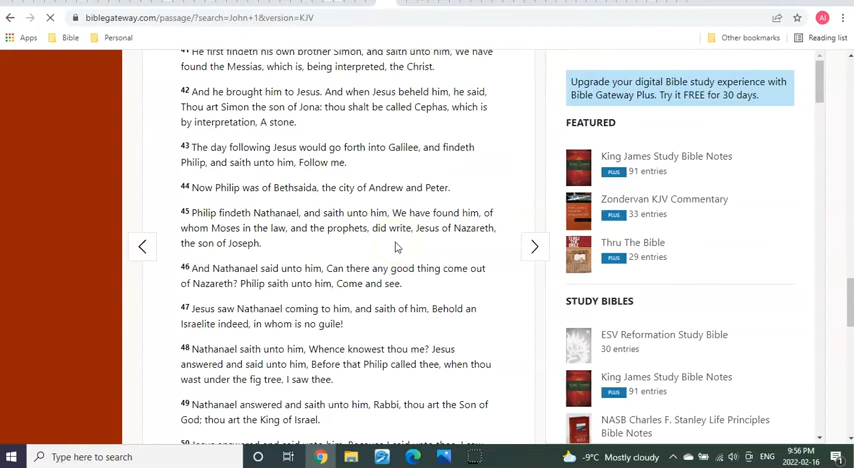 biblegateway.com/passage/?search=John+1&version=KJV
AI
Apps
Bible
Personal
Other bookmarks
Reading list
41 He first findeth his own brother Simon, and saith unto him, We have
found the Messias, which is, being interpreted, the Christ.
42 And he brought him to Jesus. And when Jesus beheld him, he said,
Thou art Simon the son of Jona: thou shalt be called Cephas, which is
by interpretation, A stone.
43 The day following Jesus would go forth into Galilee, and findeth
Philip, and saith unto him, Follow me.
44 Now Philip was of Bethsaida, the city of Andrew and Peter.
45 Philip findeth Nathanael, and saith unto him, We have found him, of
whom Moses in the law, and the prophets, did write, Jesus of Nazareth,
the son of Joseph.
46 And Nathanael said unto him, Can there any good thing come out
of Nazareth? Philip saith unto him, Come and see.
47 Jesus saw Nathanael coming to him, and saith of him, Behold an
Israelite indeed, in whom is no guile!
48 Nathanael saith unto him, Whence knowest thou me? Jesus
answered and said unto him, Before that Philip called thee, when thou
wast under the fig tree, I saw thee.
49 Nathanael answered and saith unto him, Rabbi, thou art the Son of
God; thou art the King of Israel.
50 Jesus answered and said unto him, Because I said unto thee, I saw
Upgrade your digital Bible study experience with
Bible Gateway Plus. Try it FREE for 30 days.
FEATURED
King James Study Bible Notes
PLUS 91 entries
Zondervan KJV Commentary
PLUS 33 entries
Thru The Bible
PLUS 29 entries
STUDY BIBLES
ESV Reformation Study Bible
30 entries
King James Study Bible Notes
PLUS 91 entries
NASB Charles F. Stanley Life Principles
Bible Notes
Type here to search
-9°C Mostly cloudy
ENG
9:56 PM
2022-02-16